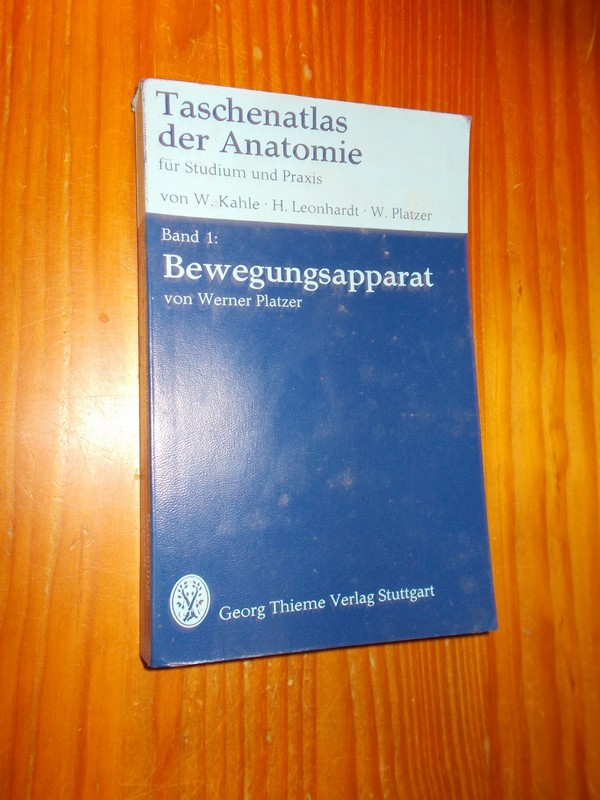 Taschenatlas
der Anatomie
für Studium und Praxis
von W. Kahle · H. Leonhardt · W. Platzer
Band 1:
Bewegungsapparat
von Werner Platzer
Georg Thieme Verlag Stuttgart